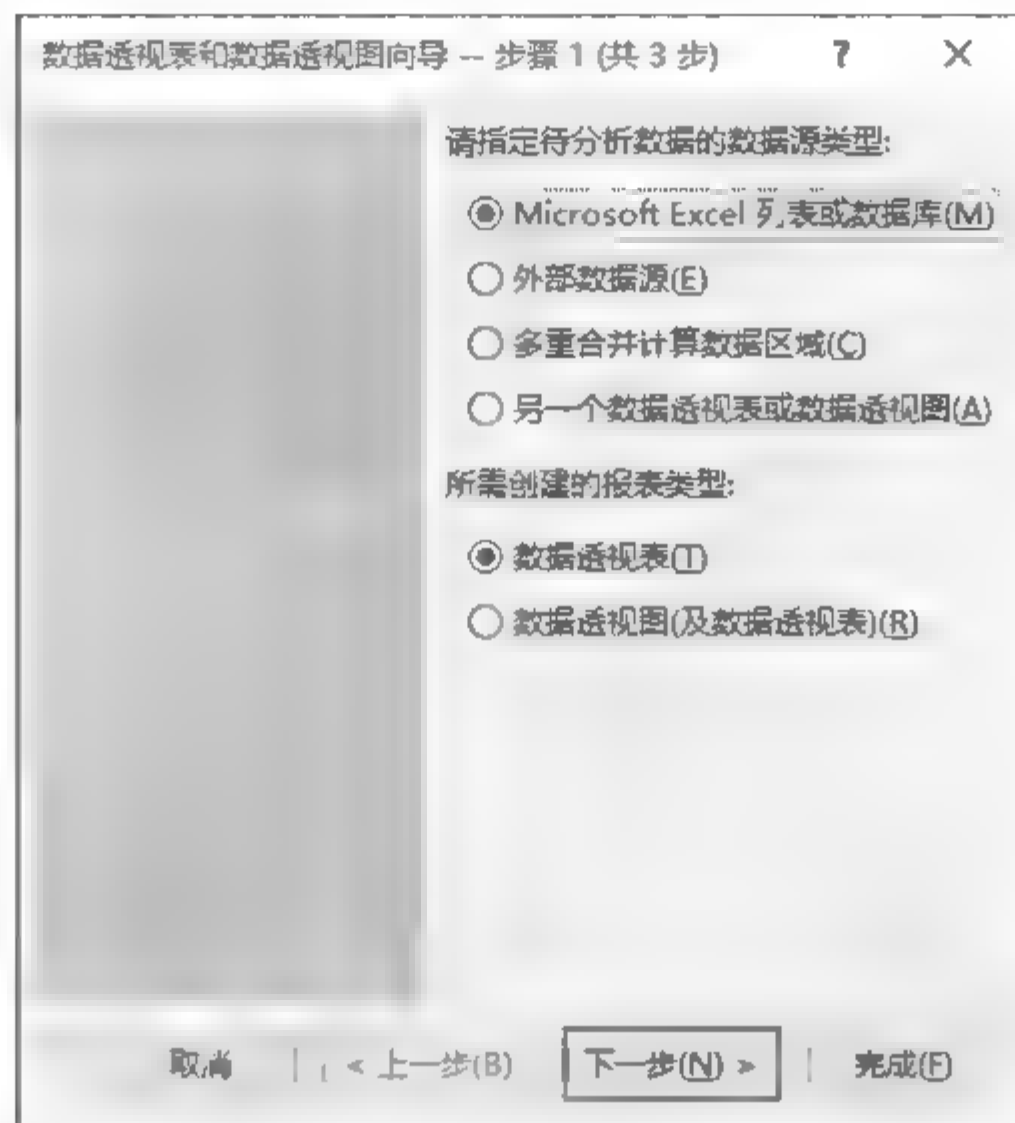 数据透视表和数据透视图向导 -- 步骤 1 (共 3 步) ? ×
请指定待分析数据的数据源类型:
Microsoft Excel 列表或数据库(M)
外部数据源(E)
多重合并计算数据区域(C)
另一个数据透视表或数据透视图(A)
所需创建的报表类型:
数据透视表(T)
数据透视图(及数据透视表)(R)
取消 < 上一步(B) 下一步(N) > 完成(F)